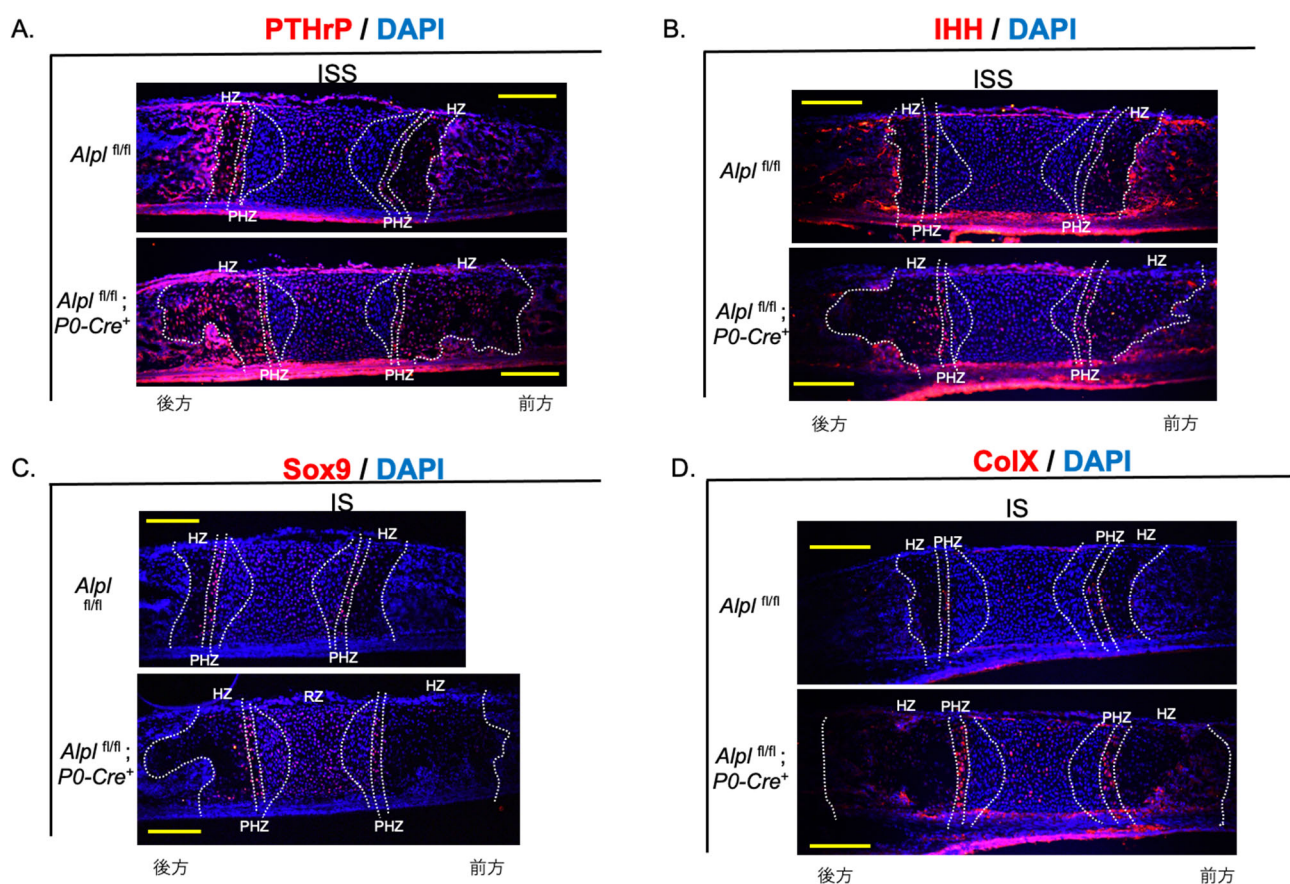 A.
PTHrP / DAPI
ISS
HZ
HZ
Alpl fl/fl
PHZ
PHZ
HZ
HZ
Alpl fl/fl ;
P0-Cre+
PHZ
PHZ
後方
前方
B.
IHH / DAPI
ISS
HZ
HZ
Alpl fl/fl
PHZ
PHZ
HZ
HZ
Alpl fl/fl ;
P0-Cre+
PHZ
PHZ
後方
前方
C.
Sox9 / DAPI
IS
HZ
HZ
Alpl
fl/fl
PHZ
PHZ
HZ
RZ
HZ
Alpl fl/fl ;
P0-Cre+
PHZ
PHZ
後方
前方
D.
ColX / DAPI
IS
HZ
PHZ
PHZ
HZ
Alpl fl/fl
HZ
PHZ
PHZ
HZ
Alpl fl/fl ;
P0-Cre+
後方
前方